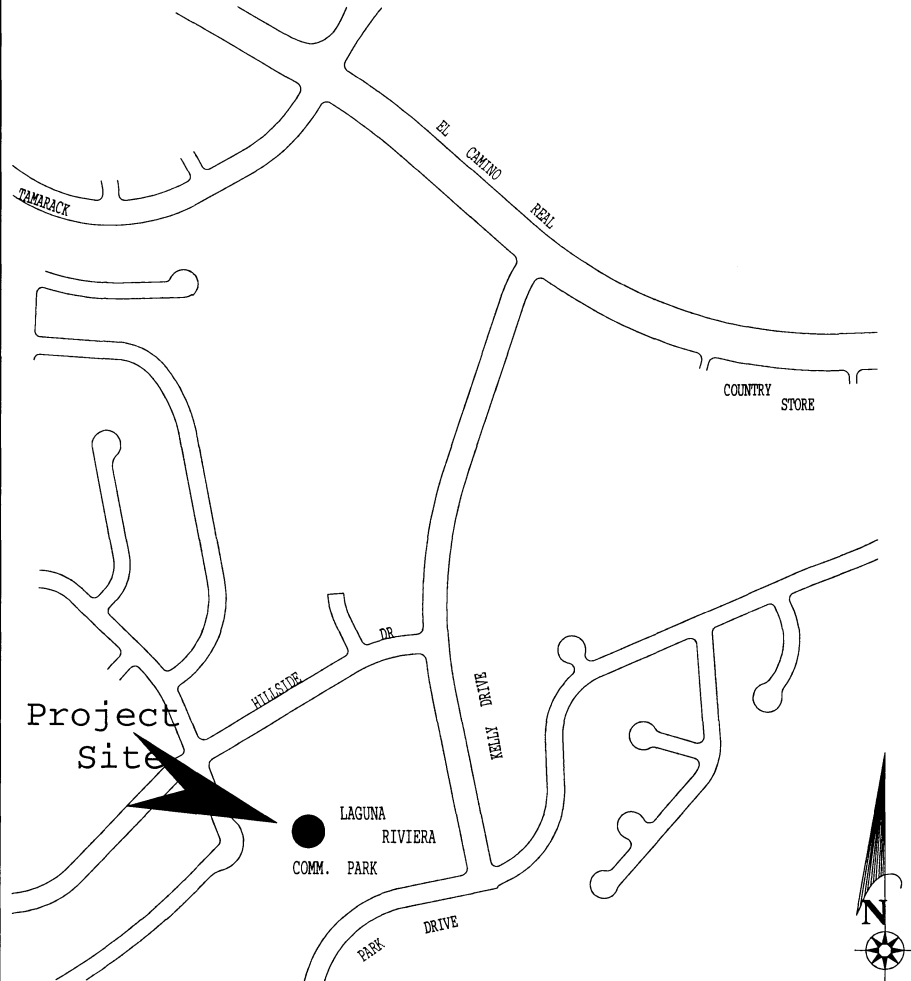 EL
CAMINO
REAL
TAMARACK
COUNTRY
STORE
DR
HILLSIDE
KELLY DRIVE
Project
Site
LAGUNA
RIVIERA
COMM. PARK
PARK
DRIVE
N